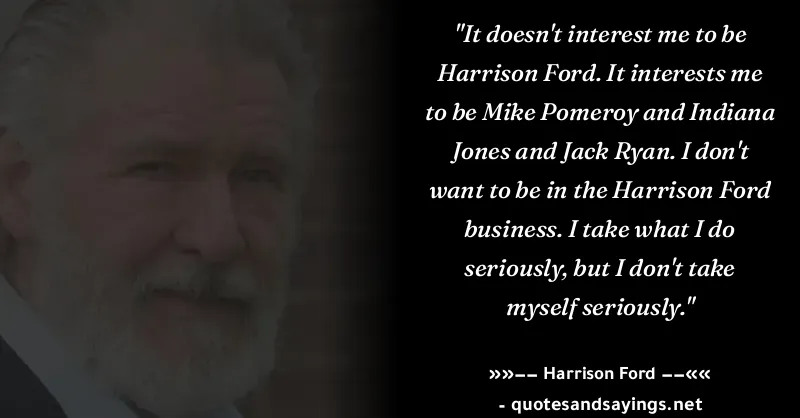 "It doesn't interest me to be
Harrison Ford. It interests me
to be Mike Pomeroy and Indiana
Jones and Jack Ryan. I don't
want to be in the Harrison Ford
business. I take what I do
seriously, but I don't take
myself seriously."
»»−− Harrison Ford −−««
- quotesandsayings.net